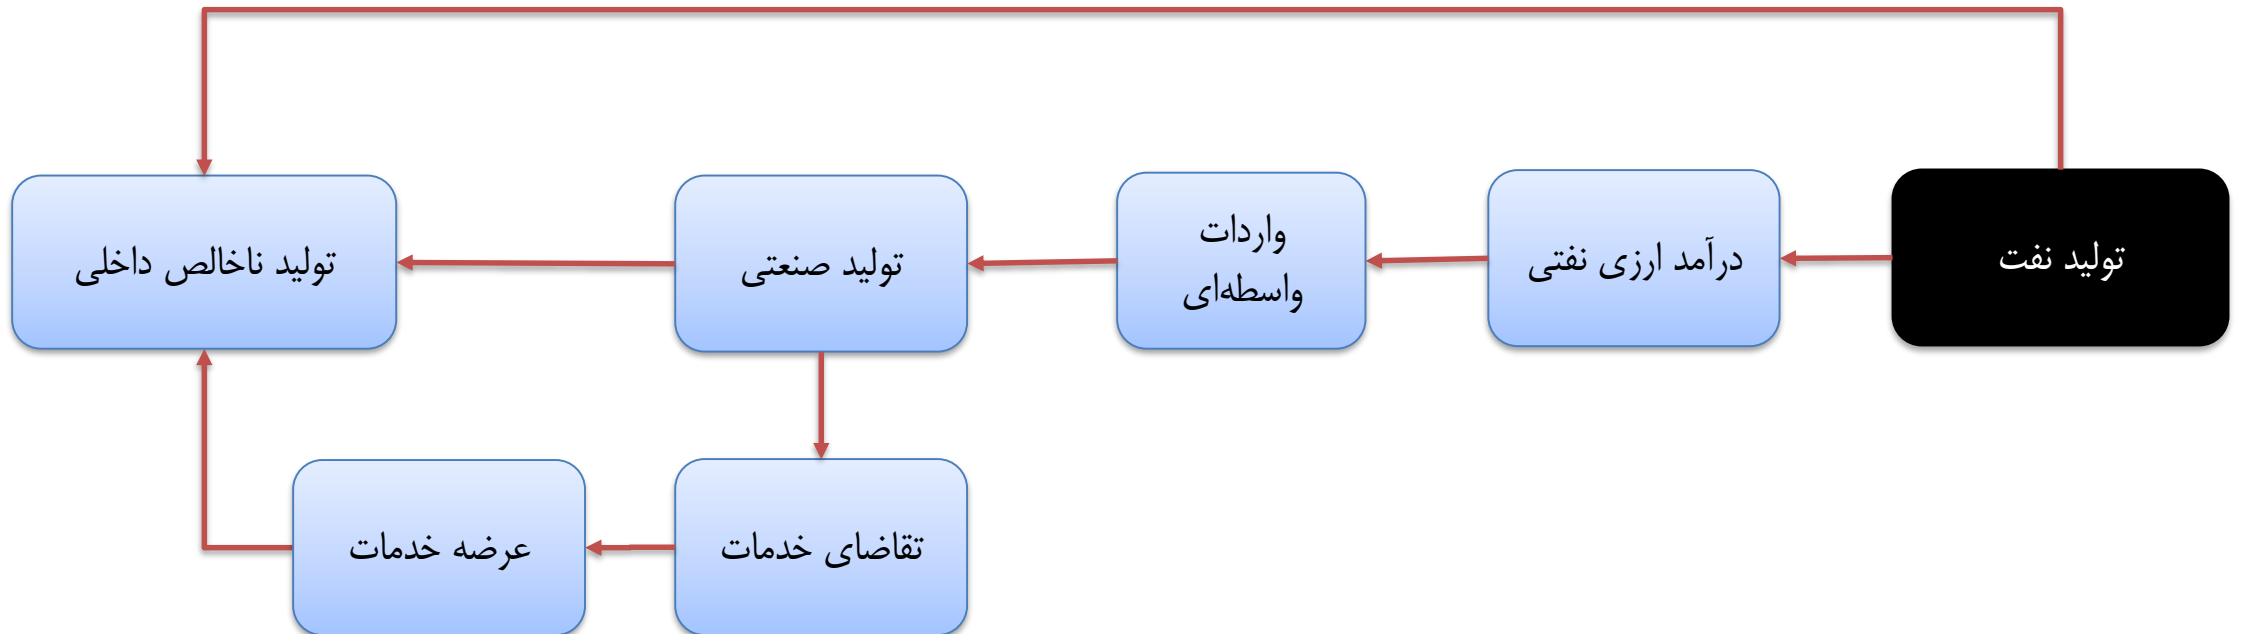 تولید نفت
درآمد ارزی نفتی
واردات
واسطه‌ای
تولید صنعتی
تولید ناخالص داخلی
تقاضای خدمات
عرضه خدمات